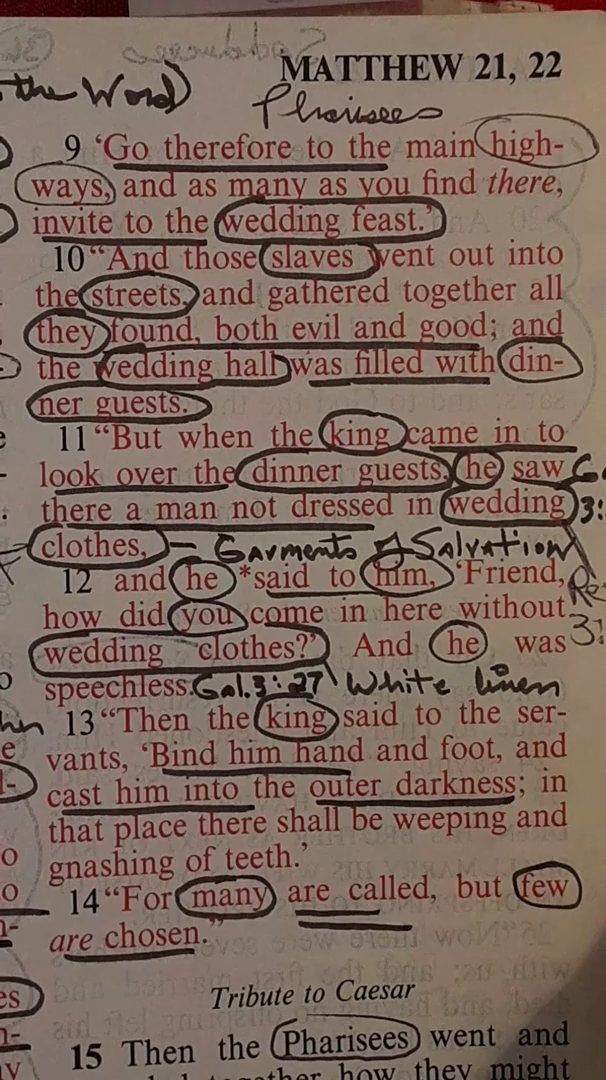 MATTHEW 21, 22
the Word)
Pharisees
9 ‘Go therefore to the main high-
ways, and as many as you find there,
invite to the wedding feast.’
10 “And those slaves went out into
the streets, and gathered together all
they found, both evil and good; and
the wedding hall was filled with din-
ner guests.
11 “But when the king came in to
look over the dinner guests, he saw
there a man not dressed in wedding 3:
clothes, – Garments of Salvation
12 and he *said to him, ‘Friend, Re-
how did you come in here without
wedding clothes?’ And he was 3:
speechless. Gal. 3:27 White linen
13 “Then the king said to the ser-
vants, ‘Bind him hand and foot, and
cast him into the outer darkness; in
that place there shall be weeping and
gnashing of teeth.’
14 “For many are called, but few
are chosen.”
Tribute to Caesar
15 Then the Pharisees went and
how they might